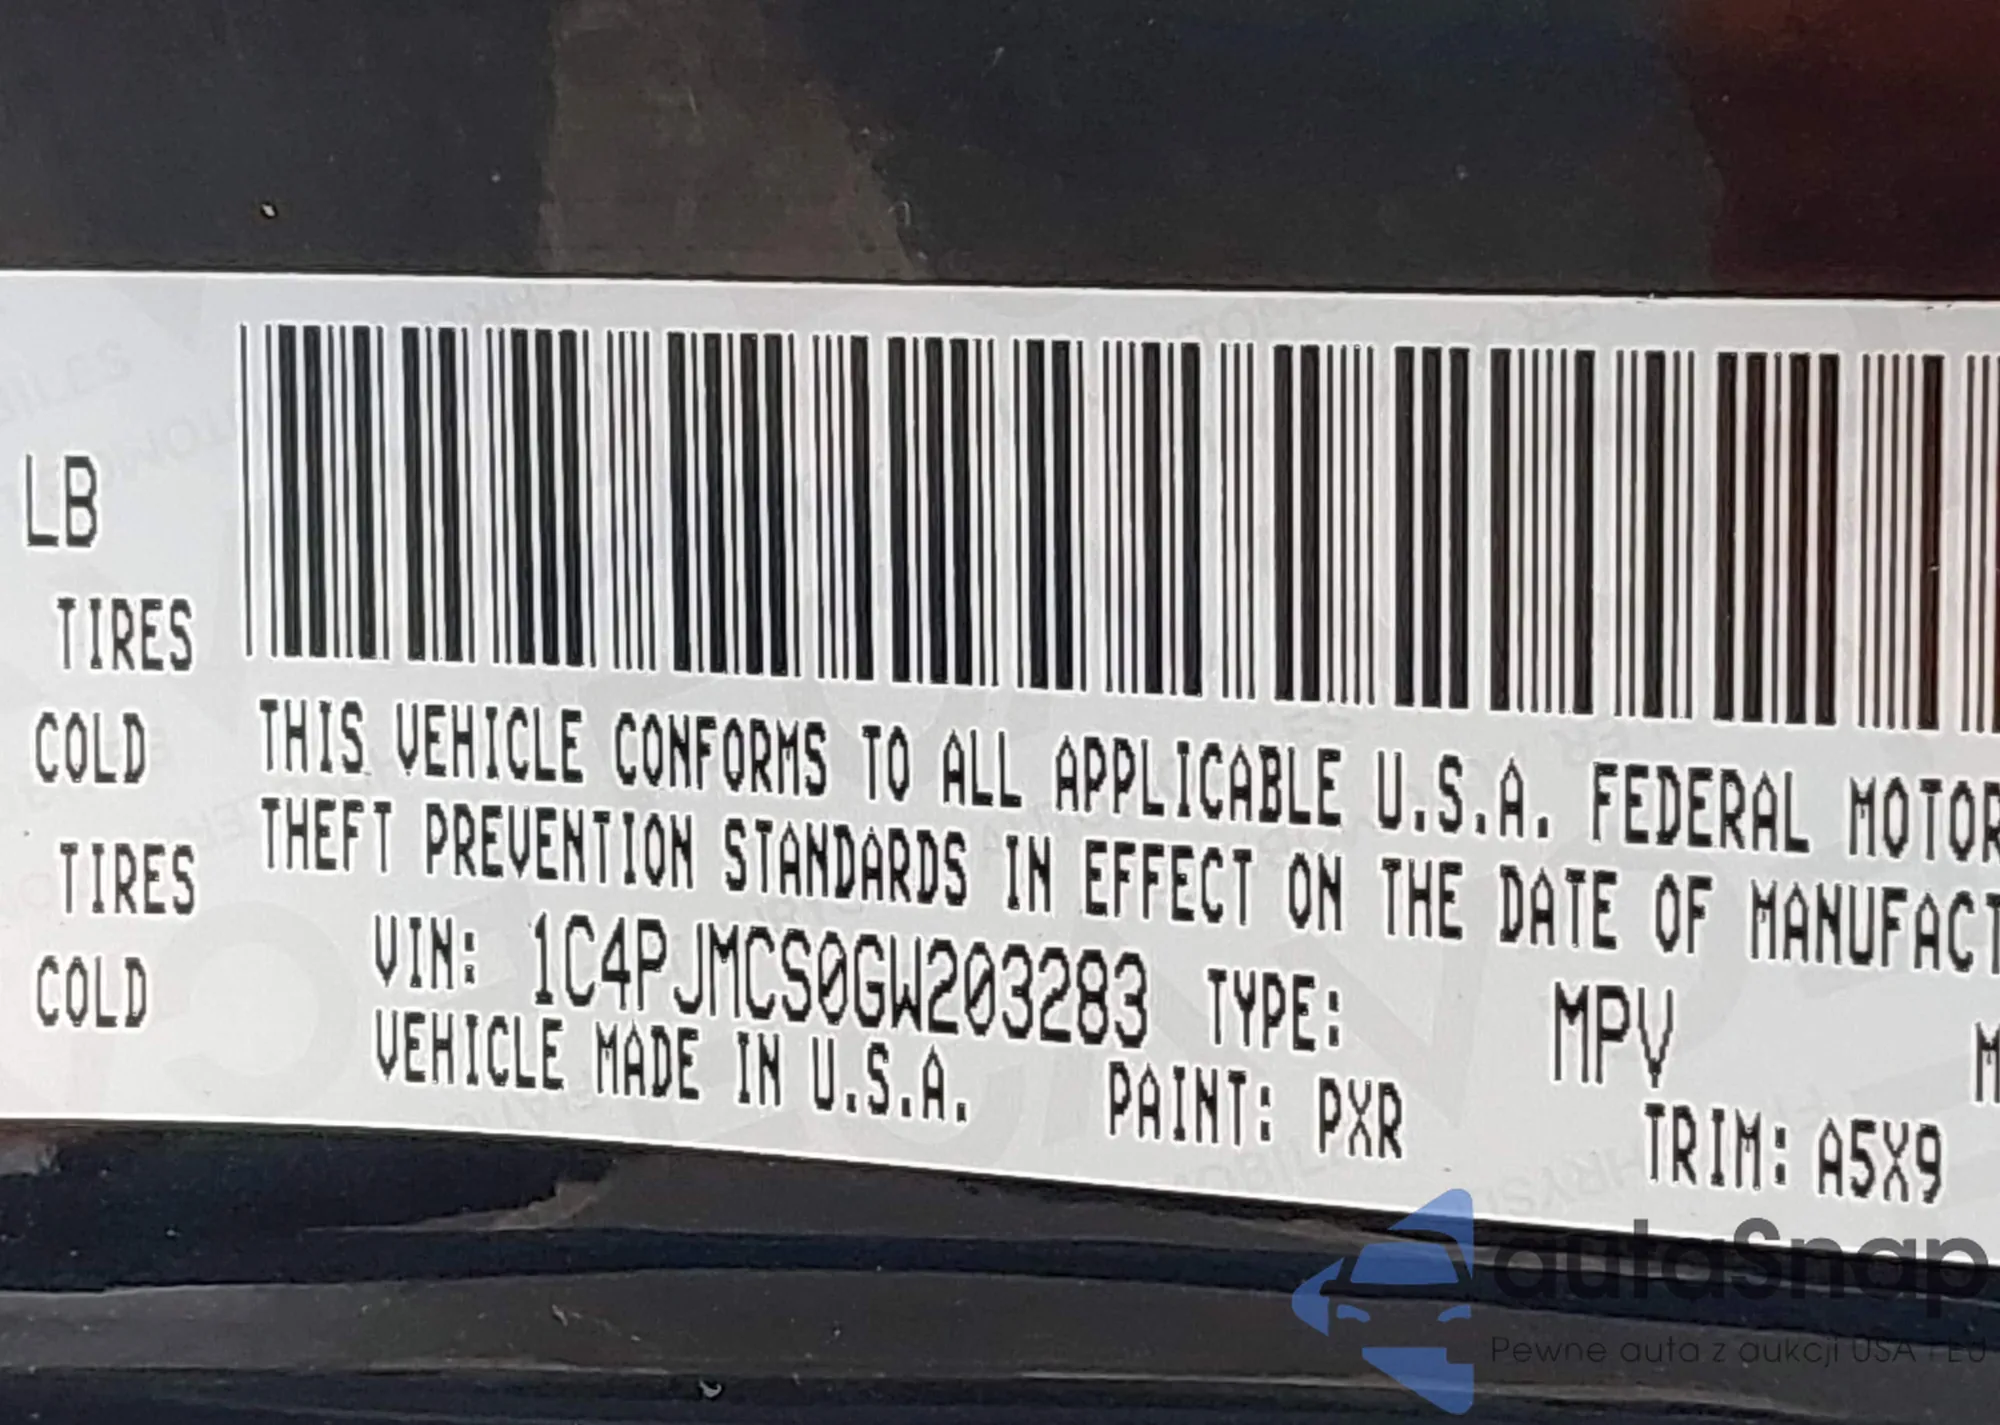 LB
TIRES
COLD
TIRES
COLD
THIS VEHICLE CONFORMS TO ALL APPLICABLE U.S.A. FEDERAL MOTOR
THEFT PREVENTION STANDARDS IN EFFECT ON THE DATE OF MANUFACT
VIN: 1C4PJMCS0GW203283 TYPE: MPV M
VEHICLE MADE IN U.S.A. PAINT: PXR TRIM: A5X9
autaSnap
Pewne auta z aukcji USA i EU